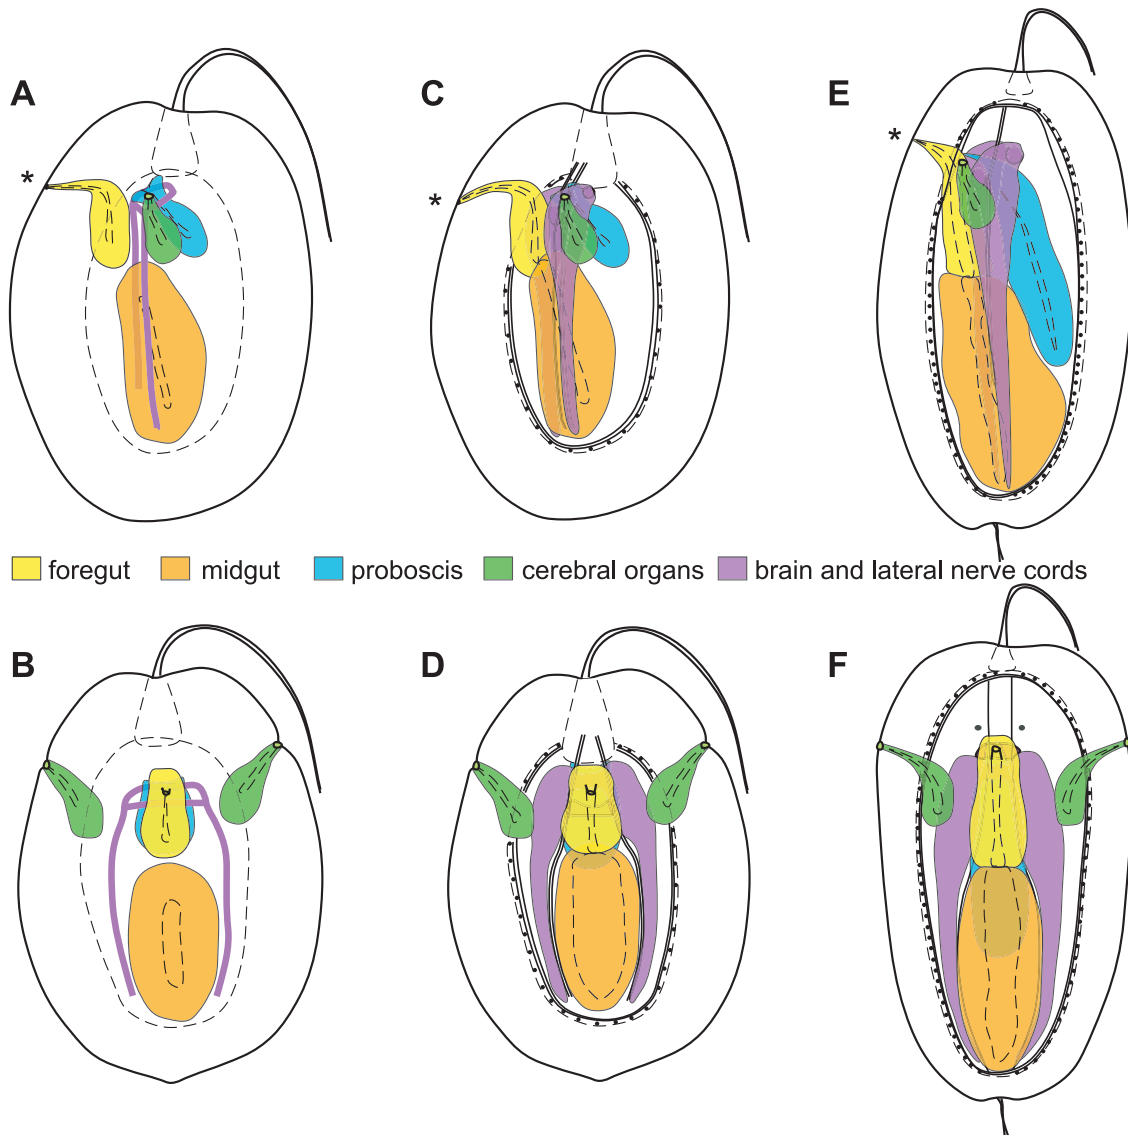 A
C
E
*
*
*
foregut midgut proboscis cerebral organs brain and lateral nerve cords
B
D
F